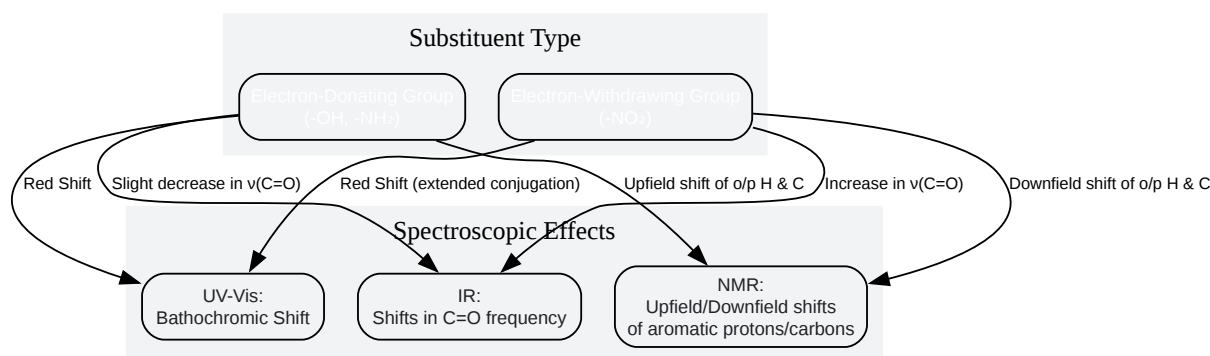 Substituent Type
Electron-Donating Group
(-OH, -NH₂)
Electron-Withdrawing Group
(-NO₂)
Red Shift
Slight decrease in ν(C=O)
Red Shift (extended conjugation)
Upfield shift of o/p H & C
Increase in ν(C=O)
Downfield shift of o/p H & C
Spectroscopic Effects
UV-Vis:
Bathochromic Shift
IR:
Shifts in C=O frequency
NMR:
Upfield/Downfield shifts
of aromatic protons/carbons